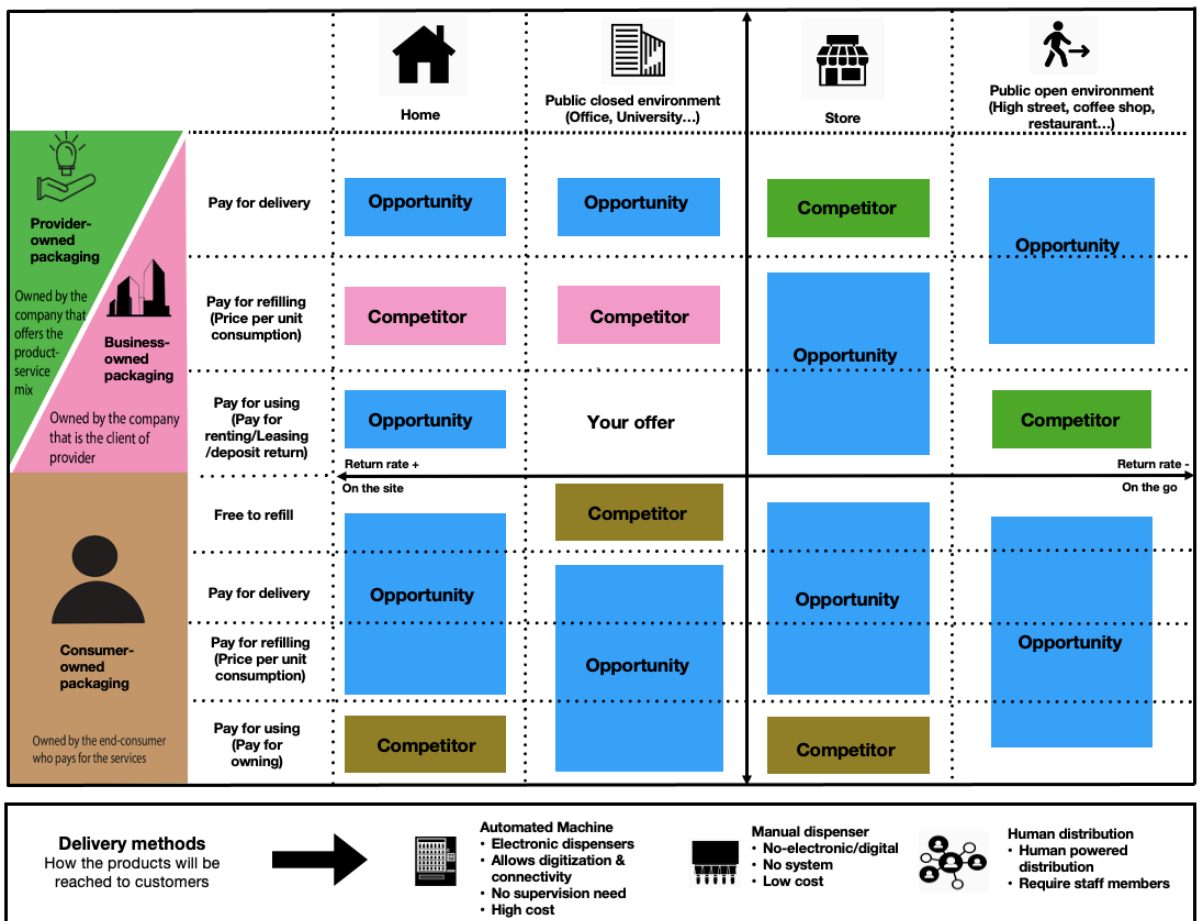 Home
Public closed environment
(Office, University...)
Store
Public open environment
(High street, coffee shop,
restaurant...)
Provider-
owned
packaging
Owned by the
company that
offers the
product-
service
mix
Business-
owned
packaging
Owned by the company
that is the client of
provider
Pay for delivery
Opportunity
Opportunity
Competitor
Opportunity
Pay for refilling
(Price per unit
consumption)
Competitor
Competitor
Opportunity
Pay for using
(Pay for
renting/Leasing
/deposit return)
Opportunity
Your offer
Competitor
Return rate +
Return rate -
On the site
On the go
Consumer-
owned
packaging
Owned by the end-consumer
who pays for the services
Free to refill
Competitor
Pay for delivery
Opportunity
Opportunity
Pay for refilling
(Price per unit
consumption)
Opportunity
Opportunity
Pay for using
(Pay for
owning)
Competitor
Competitor
Delivery methods
How the products will be
reached to customers
Automated Machine
• Electronic dispensers
• Allows digitization &
connectivity
• No supervision need
• High cost
Manual dispenser
• No-electronic/digital
• No system
• Low cost
Human distribution
• Human powered
distribution
• Require staff members